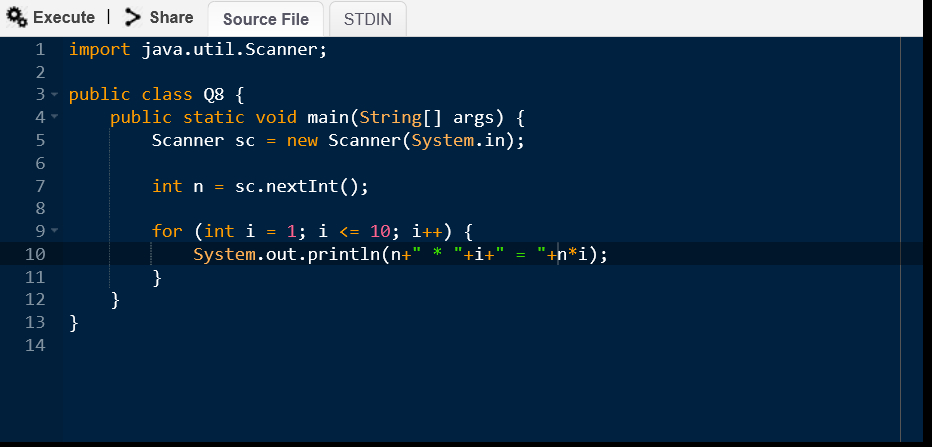 Execute | > Share Source File STDIN
1 import java.util.Scanner;
2
3 public class Q8 {
4 public static void main(String[] args) {
5 Scanner sc = new Scanner(System.in);
6
7 int n = sc.nextInt();
8
9 for (int i = 1; i <= 10; i++) {
10 System.out.println(n+" * "+i+" = "+n*i);
11 }
12 }
13 }
14